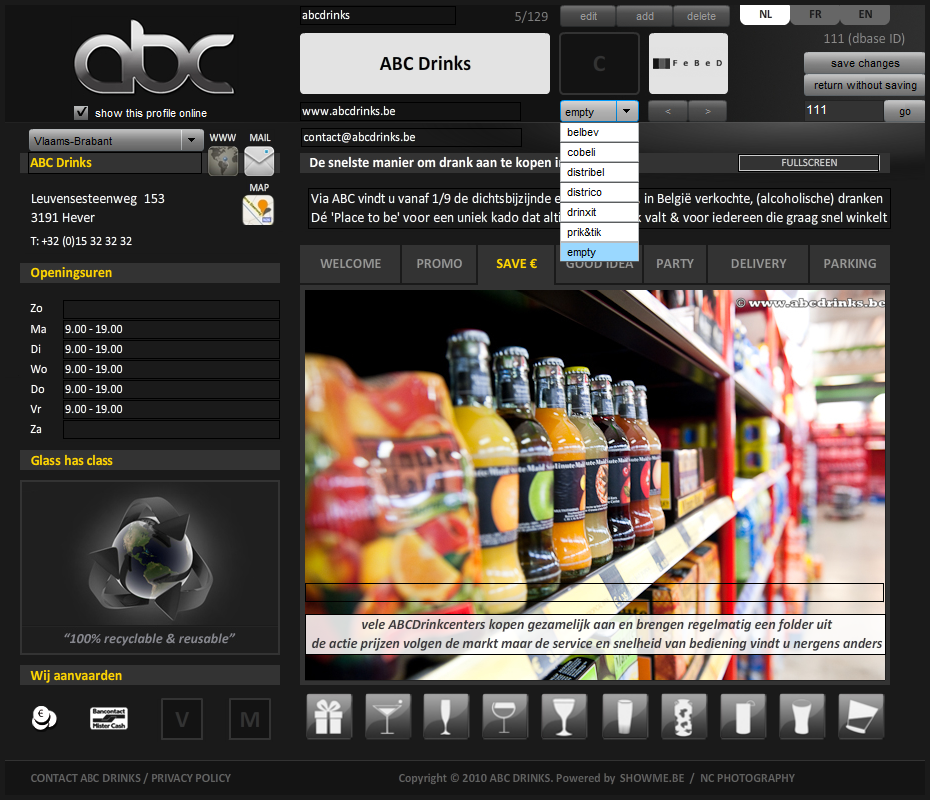 abc
show this profile online
abcdrinks
5/129
edit
add
delete
NL
FR
EN
111 (dbase ID)
ABC Drinks
C
F e B e D
save changes
return without saving
www.abcdrinks.be
empty
<
>
111
go
belbev
cobeli
distribel
districo
drinxit
prik&tik
empty
contact@abcdrinks.be
Vlaams-Brabant
WWW
MAIL
ABC Drinks
De snelste manier om drank aan te kopen
FULLSCREEN
MAP
Leuvensesteenweg 153
3191 Hever
T: +32 (0)15 32 32 32
Via ABC vindt u vanaf 1/9 de dichtsbijzijnde in België verkochte, (alcoholische) dranken
Dé 'Place to be' voor een uniek kado dat valt & voor iedereen die graag snel winkelt
Openingsuren
WELCOME
PROMO
SAVE €
GOOD IDEA
PARTY
DELIVERY
PARKING
Zo
Ma 9.00 - 19.00
Di 9.00 - 19.00
Wo 9.00 - 19.00
Do 9.00 - 19.00
Vr 9.00 - 19.00
Za
© www.abcdrinks.be
Glass has class
"100% recyclable & reusable"
vele ABCDrinkcenters kopen gezamelijk aan en brengen regelmatig een folder uit
de actie prijzen volgen de markt maar de service en snelheid van bediening vindt u nergens anders
Wij aanvaarden
€
Bancontact
Mister Cash
V
M
CONTACT ABC DRINKS / PRIVACY POLICY
Copyright © 2010 ABC DRINKS. Powered by SHOWME.BE / NC PHOTOGRAPHY